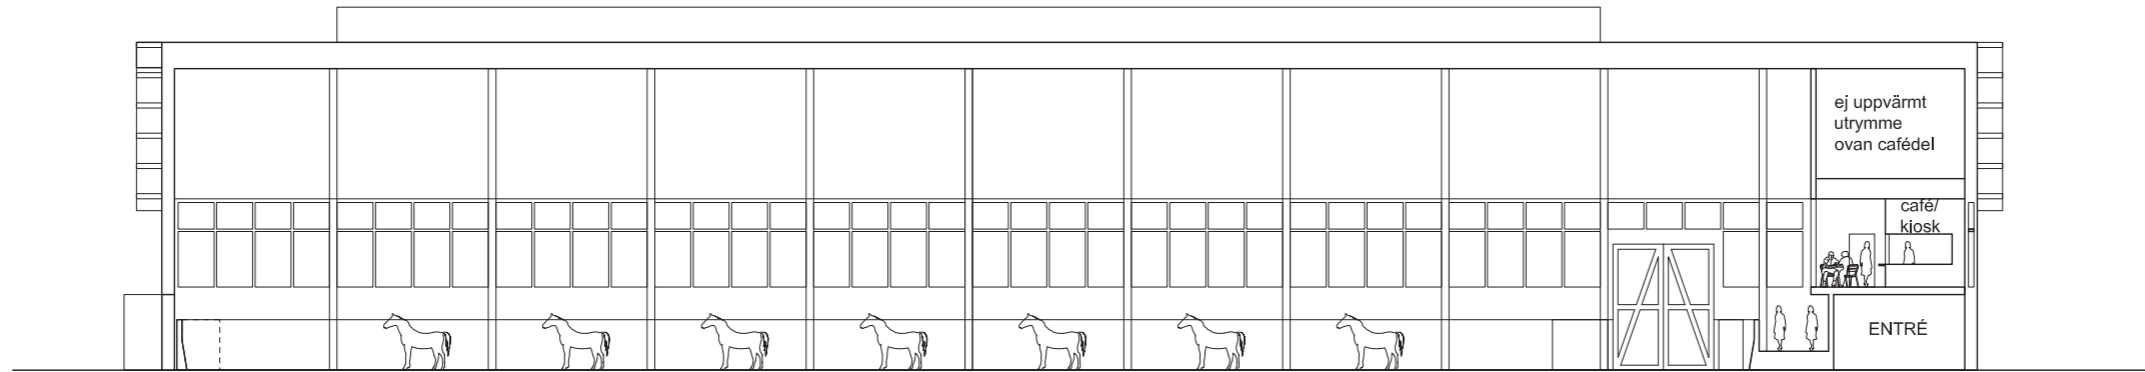 ej uppvärmt
utrymme
ovan cafédel
café/
kiosk
ENTRÉ